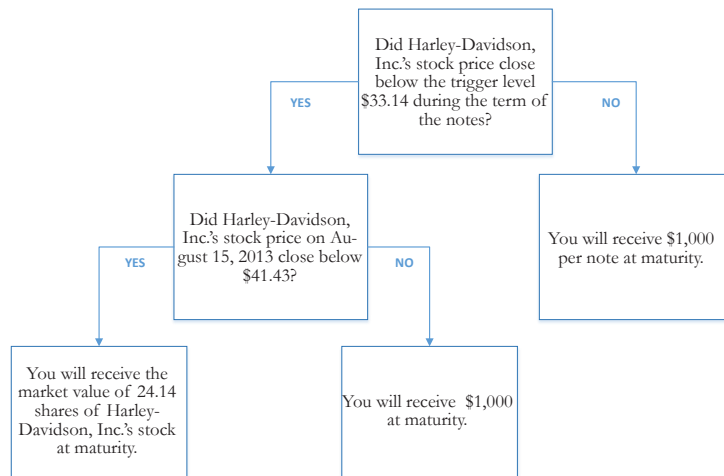 Did Harley-Davidson,
Inc.'s stock price close
below the trigger level
$33.14 during the term of
the notes?
YES
NO
Did Harley-Davidson,
Inc.'s stock price on Au-
gust 15, 2013 close below
$41.43?
You will receive $1,000
per note at maturity.
YES
NO
You will receive the
market value of 24.14
shares of Harley-
Davidson, Inc.'s stock
at maturity.
You will receive $1,000
at maturity.